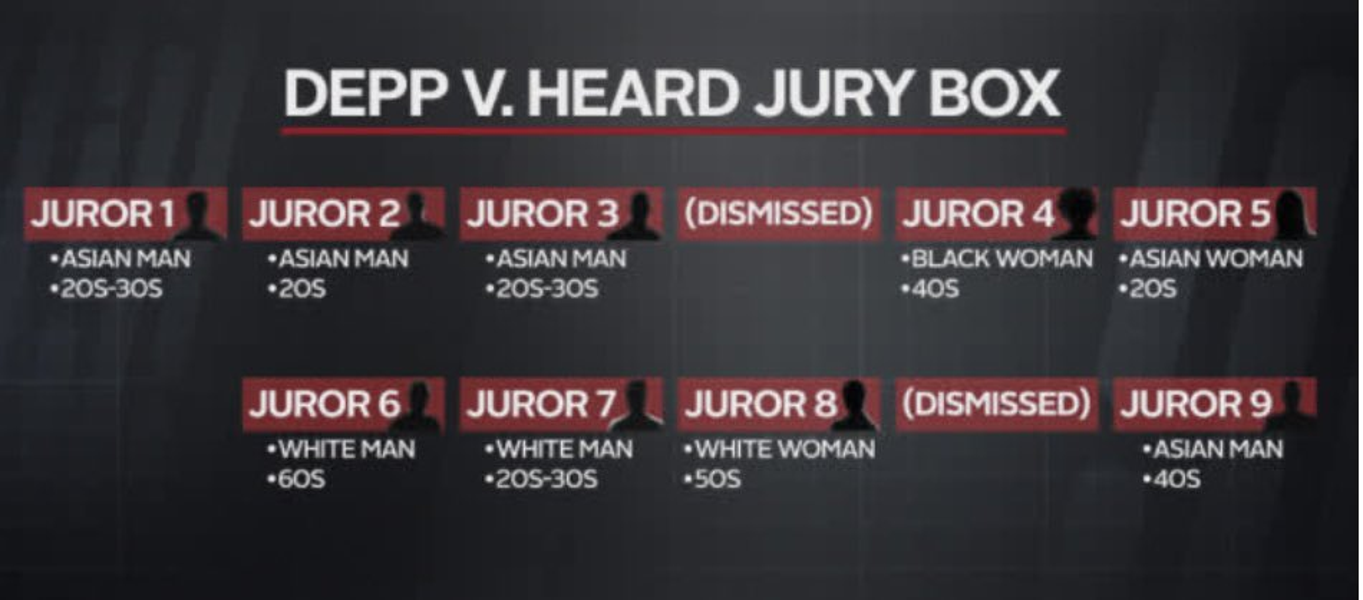 DEPP V. HEARD JURY BOX
JUROR 1
•ASIAN MAN
•20S-30S
JUROR 2
•ASIAN MAN
•20S
JUROR 3
•ASIAN MAN
•20S-30S
(DISMISSED)
JUROR 4
•BLACK WOMAN
•40S
JUROR 5
•ASIAN WOMAN
•20S
JUROR 6
•WHITE MAN
•60S
JUROR 7
•WHITE MAN
•20S-30S
JUROR 8
•WHITE WOMAN
•50S
(DISMISSED)
JUROR 9
•ASIAN MAN
•40S